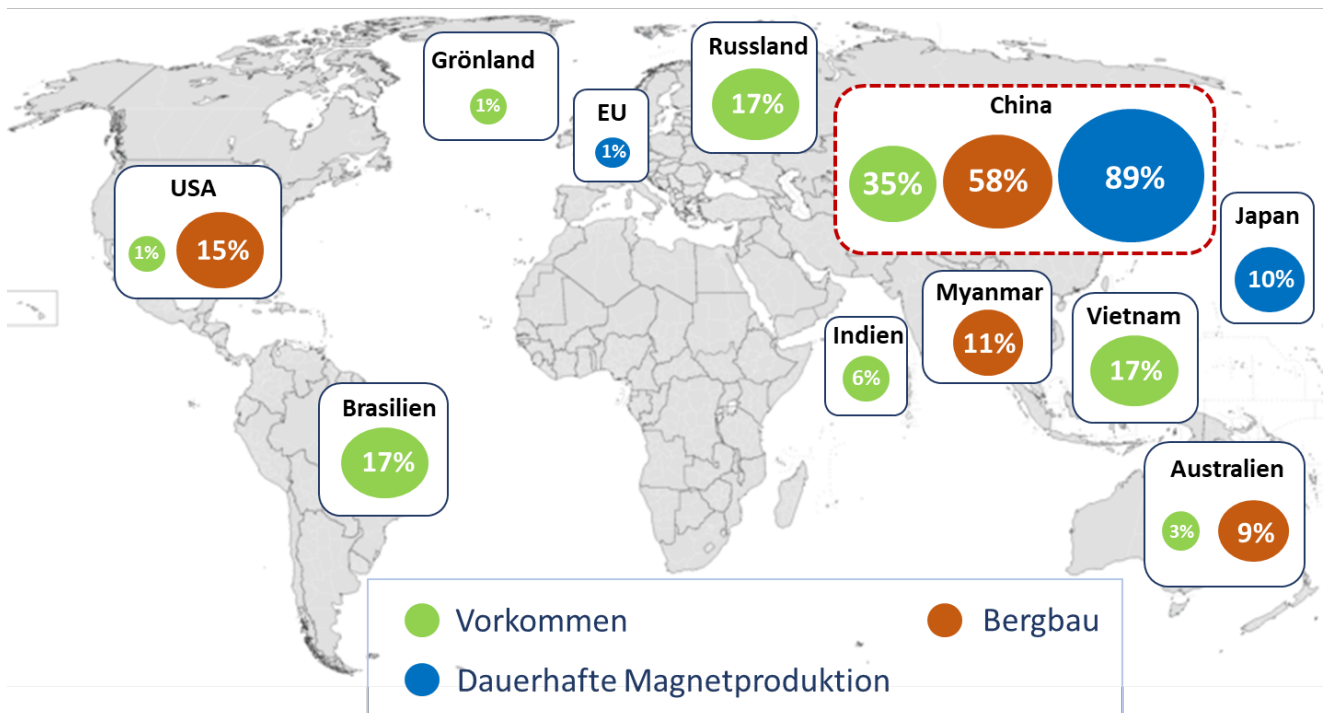 Grönland
1%
EU
1%
Russland
17%
China
35% 58% 89%
USA
1% 15%
Japan
10%
Myanmar
11%
Indien
6%
Vietnam
17%
Brasilien
17%
Australien
3% 9%
Vorkommen
Bergbau
Dauerhafte Magnetproduktion